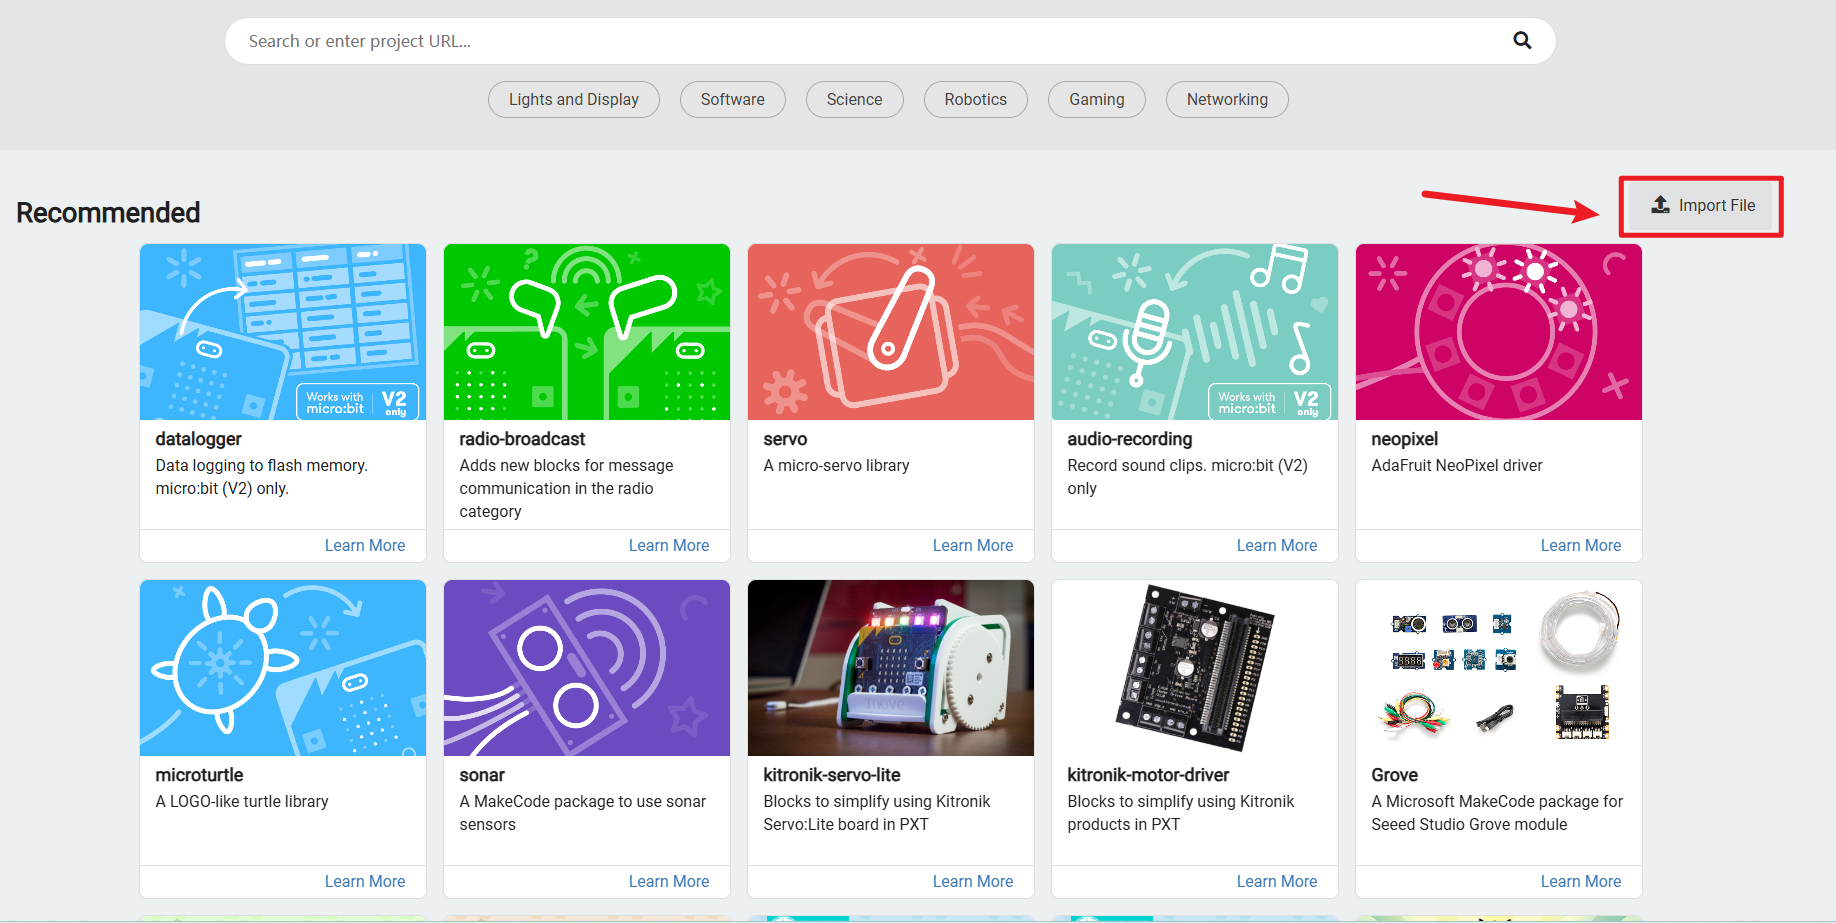 Search or enter project URL...
Lights and Display
Software
Science
Robotics
Gaming
Networking
Recommended
Import File
Works with micro:bit V2 only
Works with micro:bit V2 only
datalogger
Data logging to flash memory.
micro:bit (V2) only.
Learn More
radio-broadcast
Adds new blocks for message
communication in the radio
category
Learn More
servo
A micro-servo library
Learn More
audio-recording
Record sound clips. micro:bit (V2)
only
Learn More
neopixel
AdaFruit NeoPixel driver
Learn More
microturtle
A LOGO-like turtle library
Learn More
sonar
A MakeCode package to use sonar
sensors
Learn More
:move
kitronik-servo-lite
Blocks to simplify using Kitronik
Servo:Lite board in PXT
Learn More
kitronik-motor-driver
Blocks to simplify using Kitronik
products in PXT
Learn More
Grove
A Microsoft MakeCode package for
Seeed Studio Grove module
Learn More